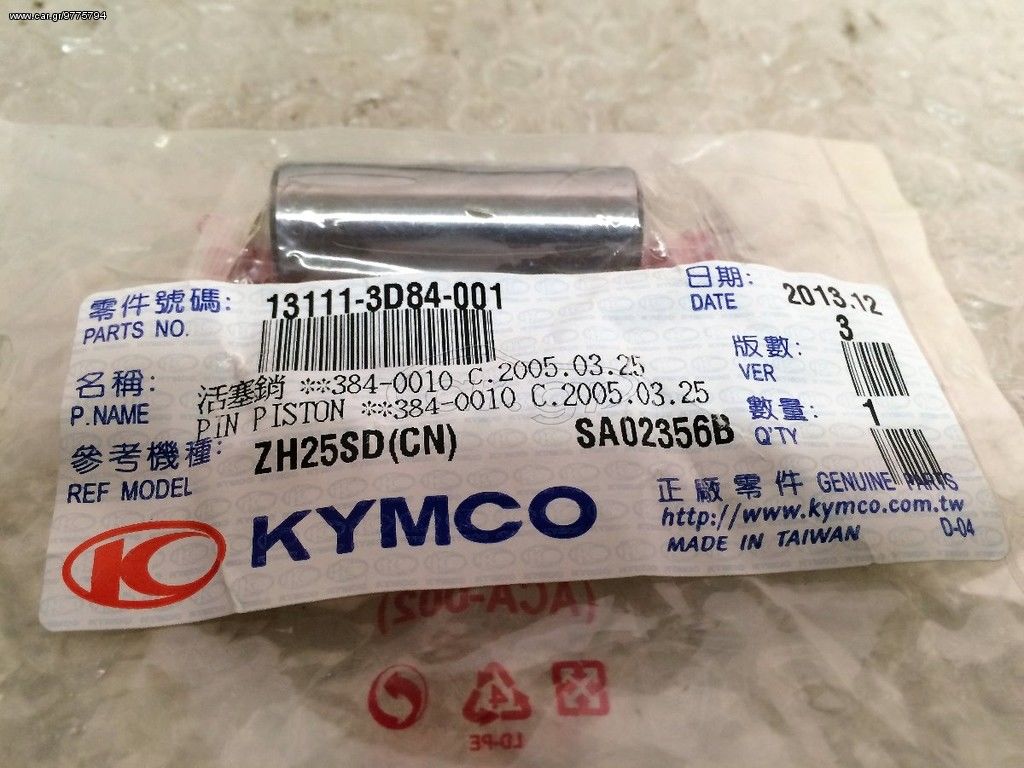 www.car.gr/9775794
零件號碼: 13111-3D84-001
PARTS NO.
日期: 2013.12
DATE
版數: 3
VER
名稱: 活塞銷 **384-0010 C.2005.03.25
P.NAME PIN PISTON **384-0010 C.2005.03.25
數量: 1
Q'TY
參考機種: ZH25SD(CN) SA02356B
REF MODEL
KYMCO
正廠零件 GENUINE PARTS
http://www.kymco.com.tw
MADE IN TAIWAN D-04
(ACA-002)
4
LD-PE